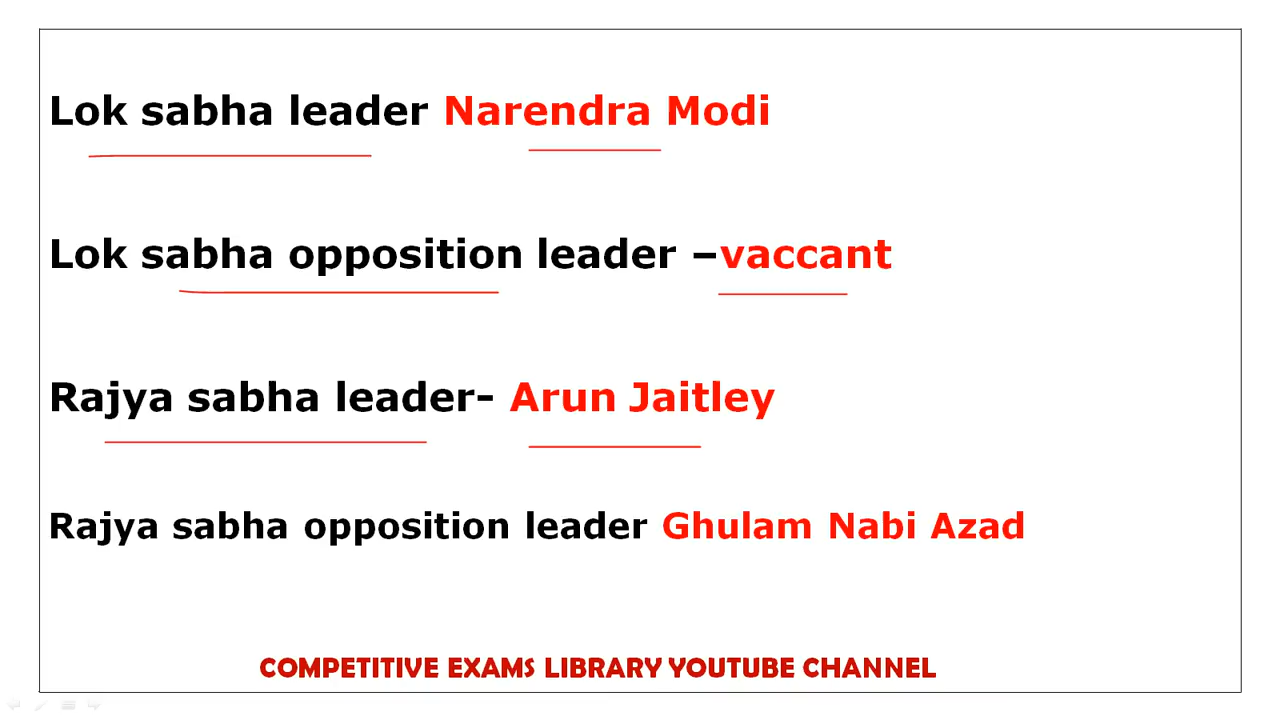 Lok sabha leader Narendra Modi
Lok sabha opposition leader –vaccant
Rajya sabha leader- Arun Jaitley
Rajya sabha opposition leader Ghulam Nabi Azad
COMPETITIVE EXAMS LIBRARY YOUTUBE CHANNEL